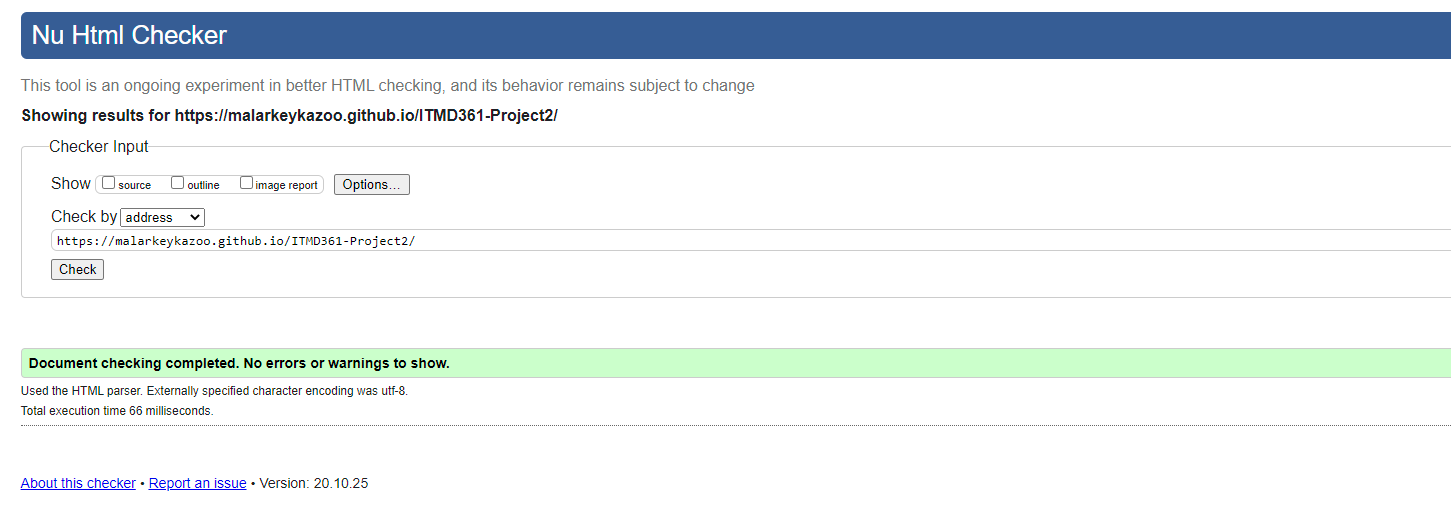 Nu Html Checker
This tool is an ongoing experiment in better HTML checking, and its behavior remains subject to change
Showing results for https://malarkeykazoo.github.io/ITMD361-Project2/
Checker Input
Show source outline image report Options...
Check by address
https://malarkeykazoo.github.io/ITMD361-Project2/
Check
Document checking completed. No errors or warnings to show.
Used the HTML parser. Externally specified character encoding was utf-8.
Total execution time 66 milliseconds.
About this checker • Report an issue • Version: 20.10.25